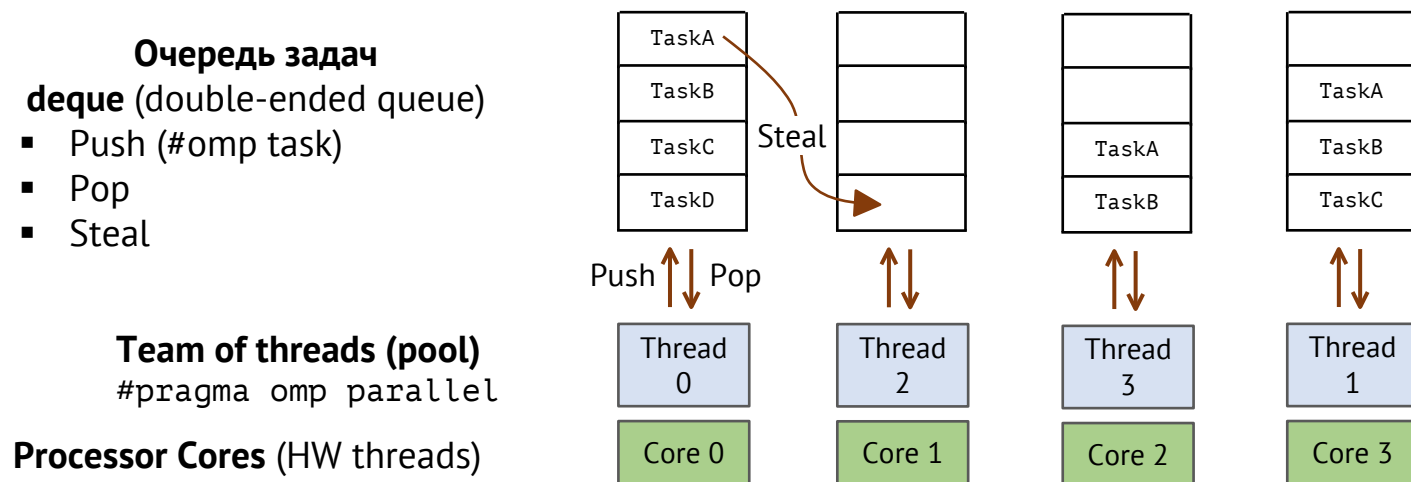 Очередь задач
deque (double-ended queue)
▪ Push (#omp task)
▪ Pop
▪ Steal
TaskA
TaskB
TaskC
TaskD
Steal
TaskA
TaskB
TaskA
TaskB
TaskC
Push
Pop
Team of threads (pool)
#pragma omp parallel
Thread
0
Thread
2
Thread
3
Thread
1
Processor Cores (HW threads)
Core 0
Core 1
Core 2
Core 3